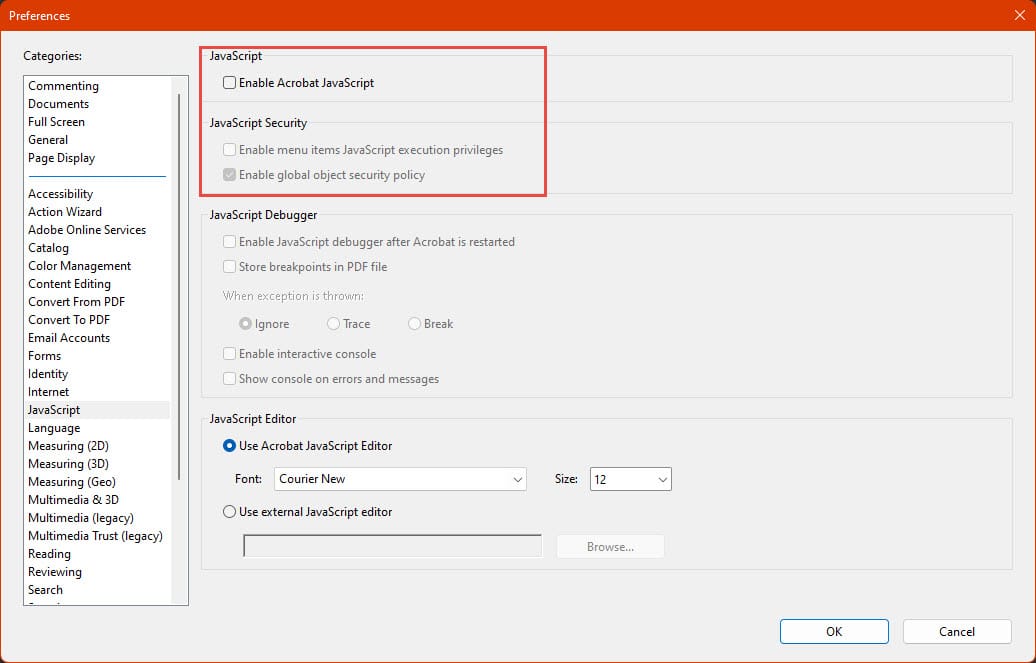 Preferences
Categories:
Commenting
Documents
Full Screen
General
Page Display
Accessibility
Action Wizard
Adobe Online Services
Catalog
Color Management
Content Editing
Convert From PDF
Convert To PDF
Email Accounts
Forms
Identity
Internet
JavaScript
Language
Measuring (2D)
Measuring (3D)
Measuring (Geo)
Multimedia & 3D
Multimedia (legacy)
Multimedia Trust (legacy)
Reading
Reviewing
Search
JavaScript
Enable Acrobat JavaScript
JavaScript Security
Enable menu items JavaScript execution privileges
Enable global object security policy
JavaScript Debugger
Enable JavaScript debugger after Acrobat is restarted
Store breakpoints in PDF file
When exception is thrown:
Ignore Trace Break
Enable interactive console
Show console on errors and messages
JavaScript Editor
Use Acrobat JavaScript Editor
Font: Courier New Size: 12
Use external JavaScript editor
Browse...
OK Cancel